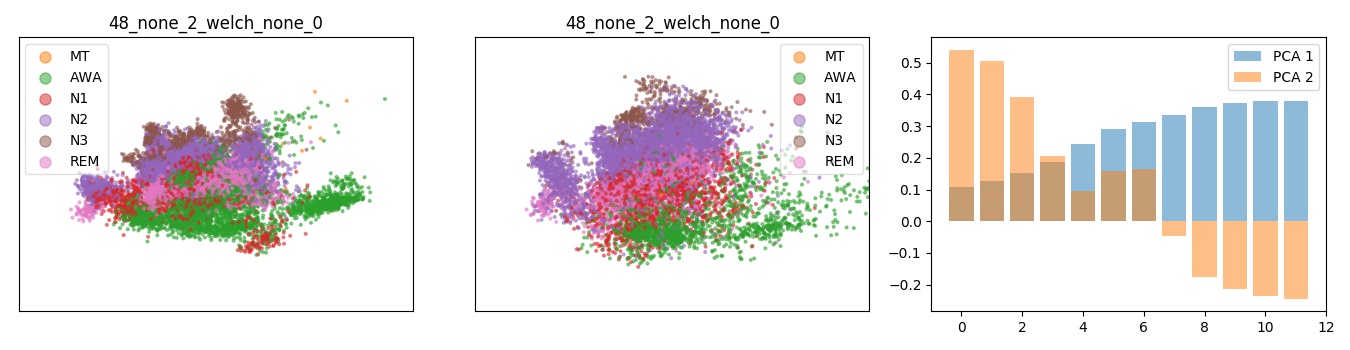 48_none_2_welch_none_0
MT
AWA
N1
N2
N3
REM
48_none_2_welch_none_0
MT
AWA
N1
N2
N3
REM
PCA 1
PCA 2
0.5
0.4
0.3
0.2
0.1
0.0
−0.1
−0.2
0
2
4
6
8
10
12